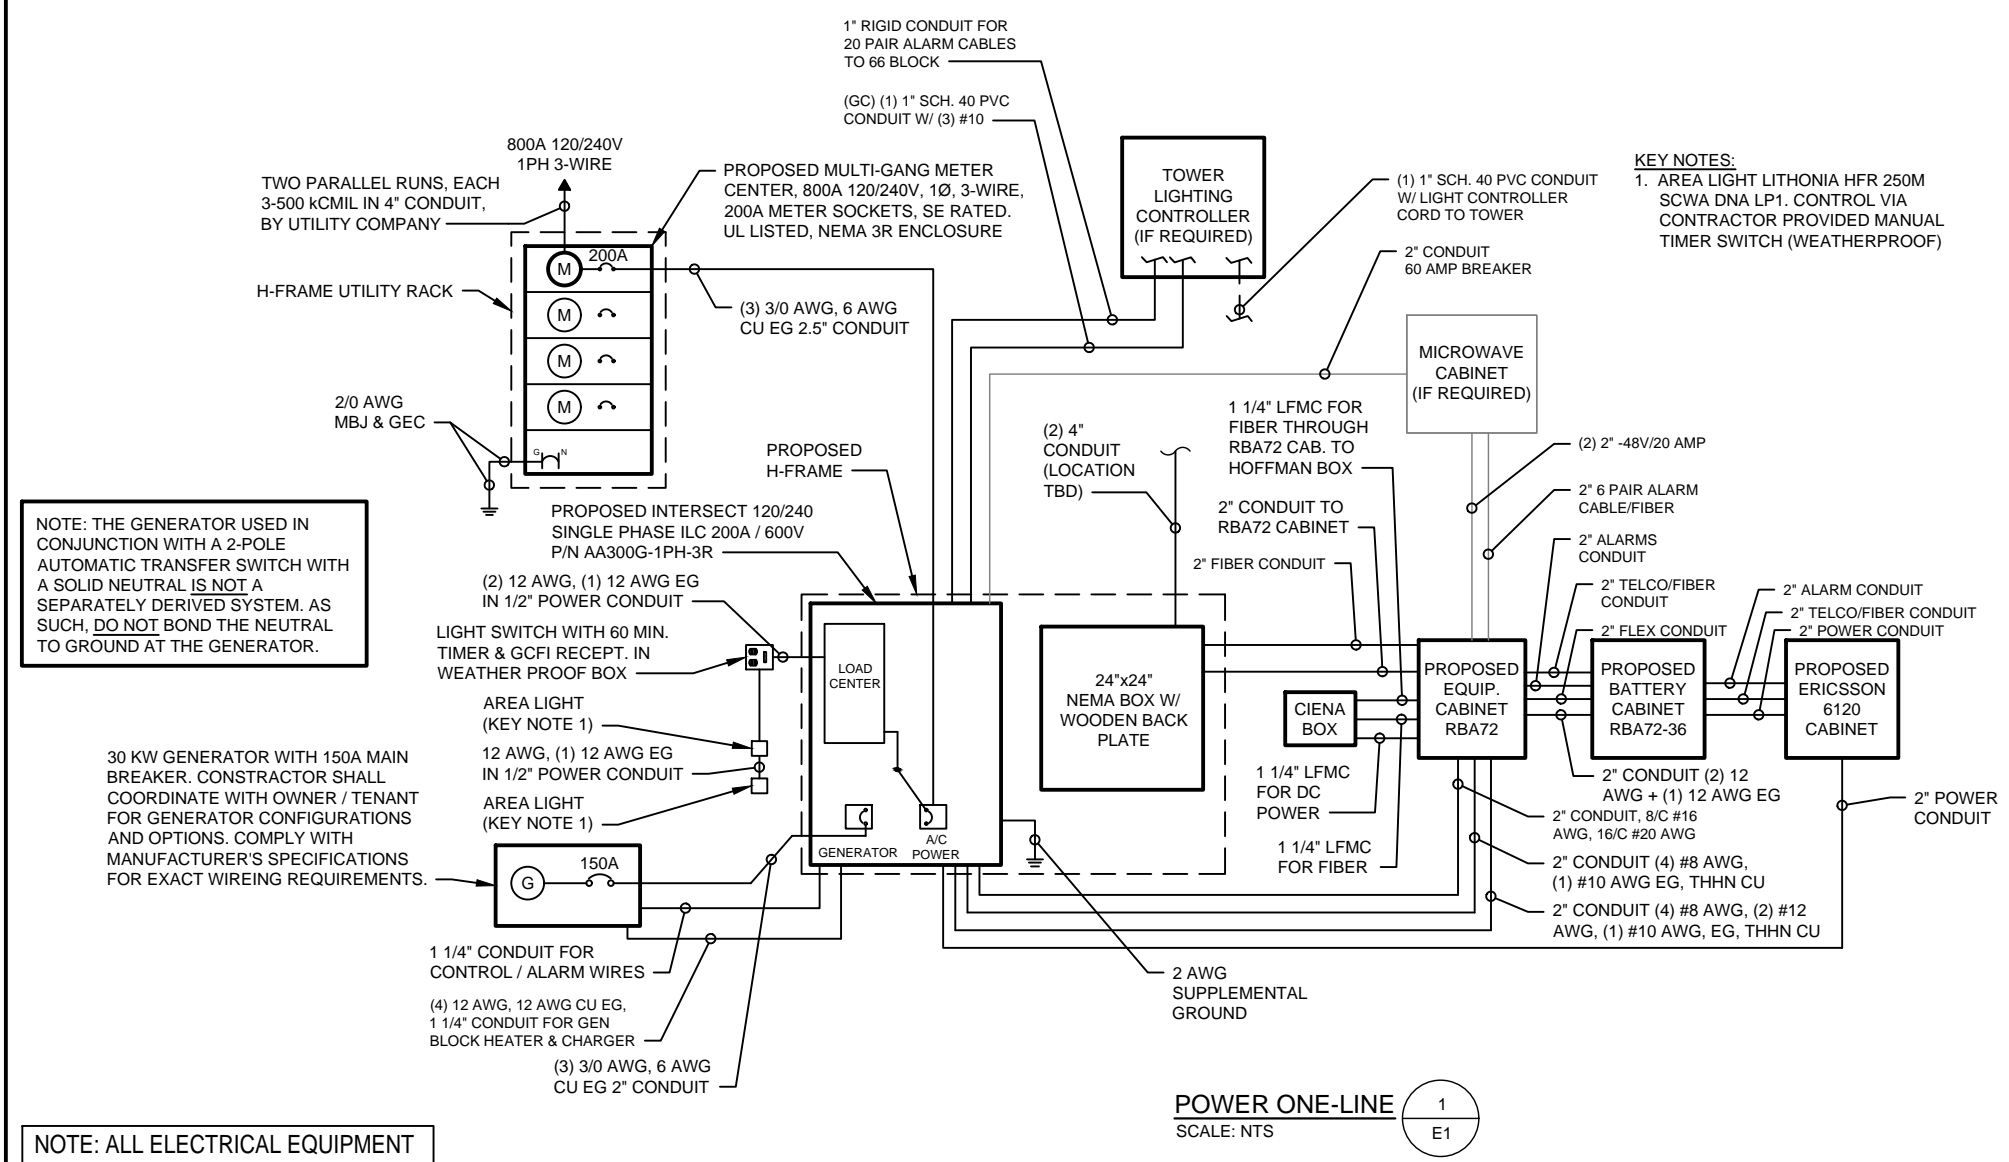 1" RIGID CONDUIT FOR
20 PAIR ALARM CABLES
TO 66 BLOCK
(GC) (1) 1" SCH. 40 PVC
CONDUIT W/ (3) #10
800A 120/240V
1PH 3-WIRE
TWO PARALLEL RUNS, EACH
3-500 kCMIL IN 4" CONDUIT,
BY UTILITY COMPANY
PROPOSED MULTI-GANG METER
CENTER, 800A 120/240V, 1Ø, 3-WIRE,
200A METER SOCKETS, SE RATED.
UL LISTED, NEMA 3R ENCLOSURE
TOWER
LIGHTING
CONTROLLER
(IF REQUIRED)
(1) 1" SCH. 40 PVC CONDUIT
W/ LIGHT CONTROLLER
CORD TO TOWER
KEY NOTES:
1. AREA LIGHT LITHONIA HFR 250M
SCWA DNA LP1. CONTROL VIA
CONTRACTOR PROVIDED MANUAL
TIMER SWITCH (WEATHERPROOF)
2" CONDUIT
60 AMP BREAKER
200A
M
M
M
M
G N
H-FRAME UTILITY RACK
(3) 3/0 AWG, 6 AWG
CU EG 2.5" CONDUIT
2/0 AWG
MBJ & GEC
MICROWAVE
CABINET
(IF REQUIRED)
1 1/4" LFMC FOR
FIBER THROUGH
RBA72 CAB. TO
HOFFMAN BOX
(2) 4"
CONDUIT
(LOCATION
TBD)
PROPOSED
H-FRAME
(2) 2" -48V/20 AMP
2" 6 PAIR ALARM
CABLE/FIBER
NOTE: THE GENERATOR USED IN
CONJUNCTION WITH A 2-POLE
AUTOMATIC TRANSFER SWITCH WITH
A SOLID NEUTRAL IS NOT A
SEPARATELY DERIVED SYSTEM. AS
SUCH, DO NOT BOND THE NEUTRAL
TO GROUND AT THE GENERATOR.
PROPOSED INTERSECT 120/240
SINGLE PHASE ILC 200A / 600V
P/N AA300G-1PH-3R
2" CONDUIT TO
RBA72 CABINET
2" FIBER CONDUIT
2" ALARMS
CONDUIT
2" TELCO/FIBER
CONDUIT
2" FLEX CONDUIT
2" ALARM CONDUIT
2" TELCO/FIBER CONDUIT
2" POWER CONDUIT
(2) 12 AWG, (1) 12 AWG EG
IN 1/2" POWER CONDUIT
LIGHT SWITCH WITH 60 MIN.
TIMER & GCFI RECEPT. IN
WEATHER PROOF BOX
AREA LIGHT
(KEY NOTE 1)
12 AWG, (1) 12 AWG EG
IN 1/2" POWER CONDUIT
AREA LIGHT
(KEY NOTE 1)
LOAD
CENTER
GENERATOR
A/C
POWER
24"x24"
NEMA BOX W/
WOODEN BACK
PLATE
CIENA
BOX
PROPOSED
EQUIP.
CABINET
RBA72
PROPOSED
BATTERY
CABINET
RBA72-36
PROPOSED
ERICSSON
6120
CABINET
30 KW GENERATOR WITH 150A MAIN
BREAKER. CONSTRACTOR SHALL
COORDINATE WITH OWNER / TENANT
FOR GENERATOR CONFIGURATIONS
AND OPTIONS. COMPLY WITH
MANUFACTURER'S SPECIFICATIONS
FOR EXACT WIREING REQUIREMENTS.
G
150A
1 1/4" LFMC
FOR DC
POWER
1 1/4" LFMC
FOR FIBER
2" CONDUIT (2) 12
AWG + (1) 12 AWG EG
2" CONDUIT, 8/C #16
AWG, 16/C #20 AWG
2" CONDUIT (4) #8 AWG,
(1) #10 AWG EG, THHN CU
2" CONDUIT (4) #8 AWG, (2) #12
AWG, (1) #10 AWG, EG, THHN CU
2" POWER
CONDUIT
1 1/4" CONDUIT FOR
CONTROL / ALARM WIRES
(4) 12 AWG, 12 AWG CU EG,
1 1/4" CONDUIT FOR GEN
BLOCK HEATER & CHARGER
(3) 3/0 AWG, 6 AWG
CU EG 2" CONDUIT
2 AWG
SUPPLEMENTAL
GROUND
POWER ONE-LINE
SCALE: NTS
1
E1
NOTE: ALL ELECTRICAL EQUIPMENT